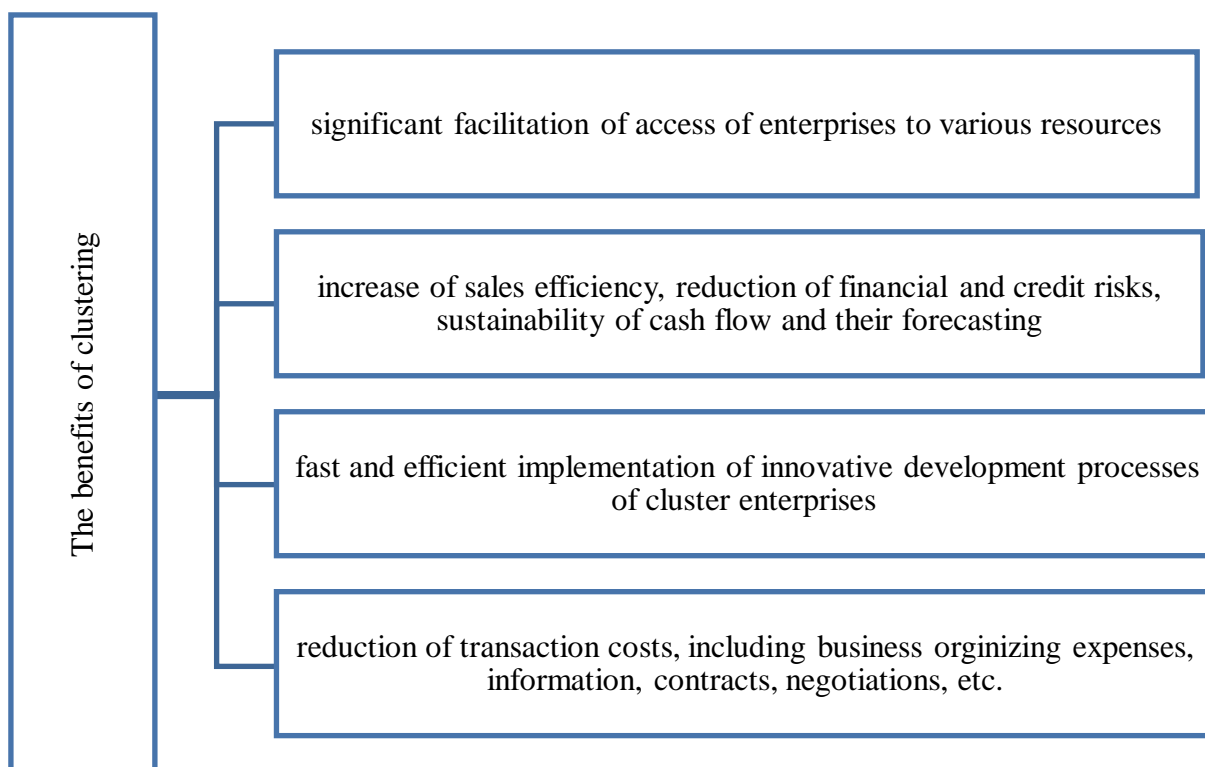 The benefits of clustering
significant facilitation of access of enterprises to various resources
increase of sales efficiency, reduction of financial and credit risks,
sustainability of cash flow and their forecasting
fast and efficient implementation of innovative development processes
of cluster enterprises
reduction of transaction costs, including business orginizing expenses,
information, contracts, negotiations, etc.